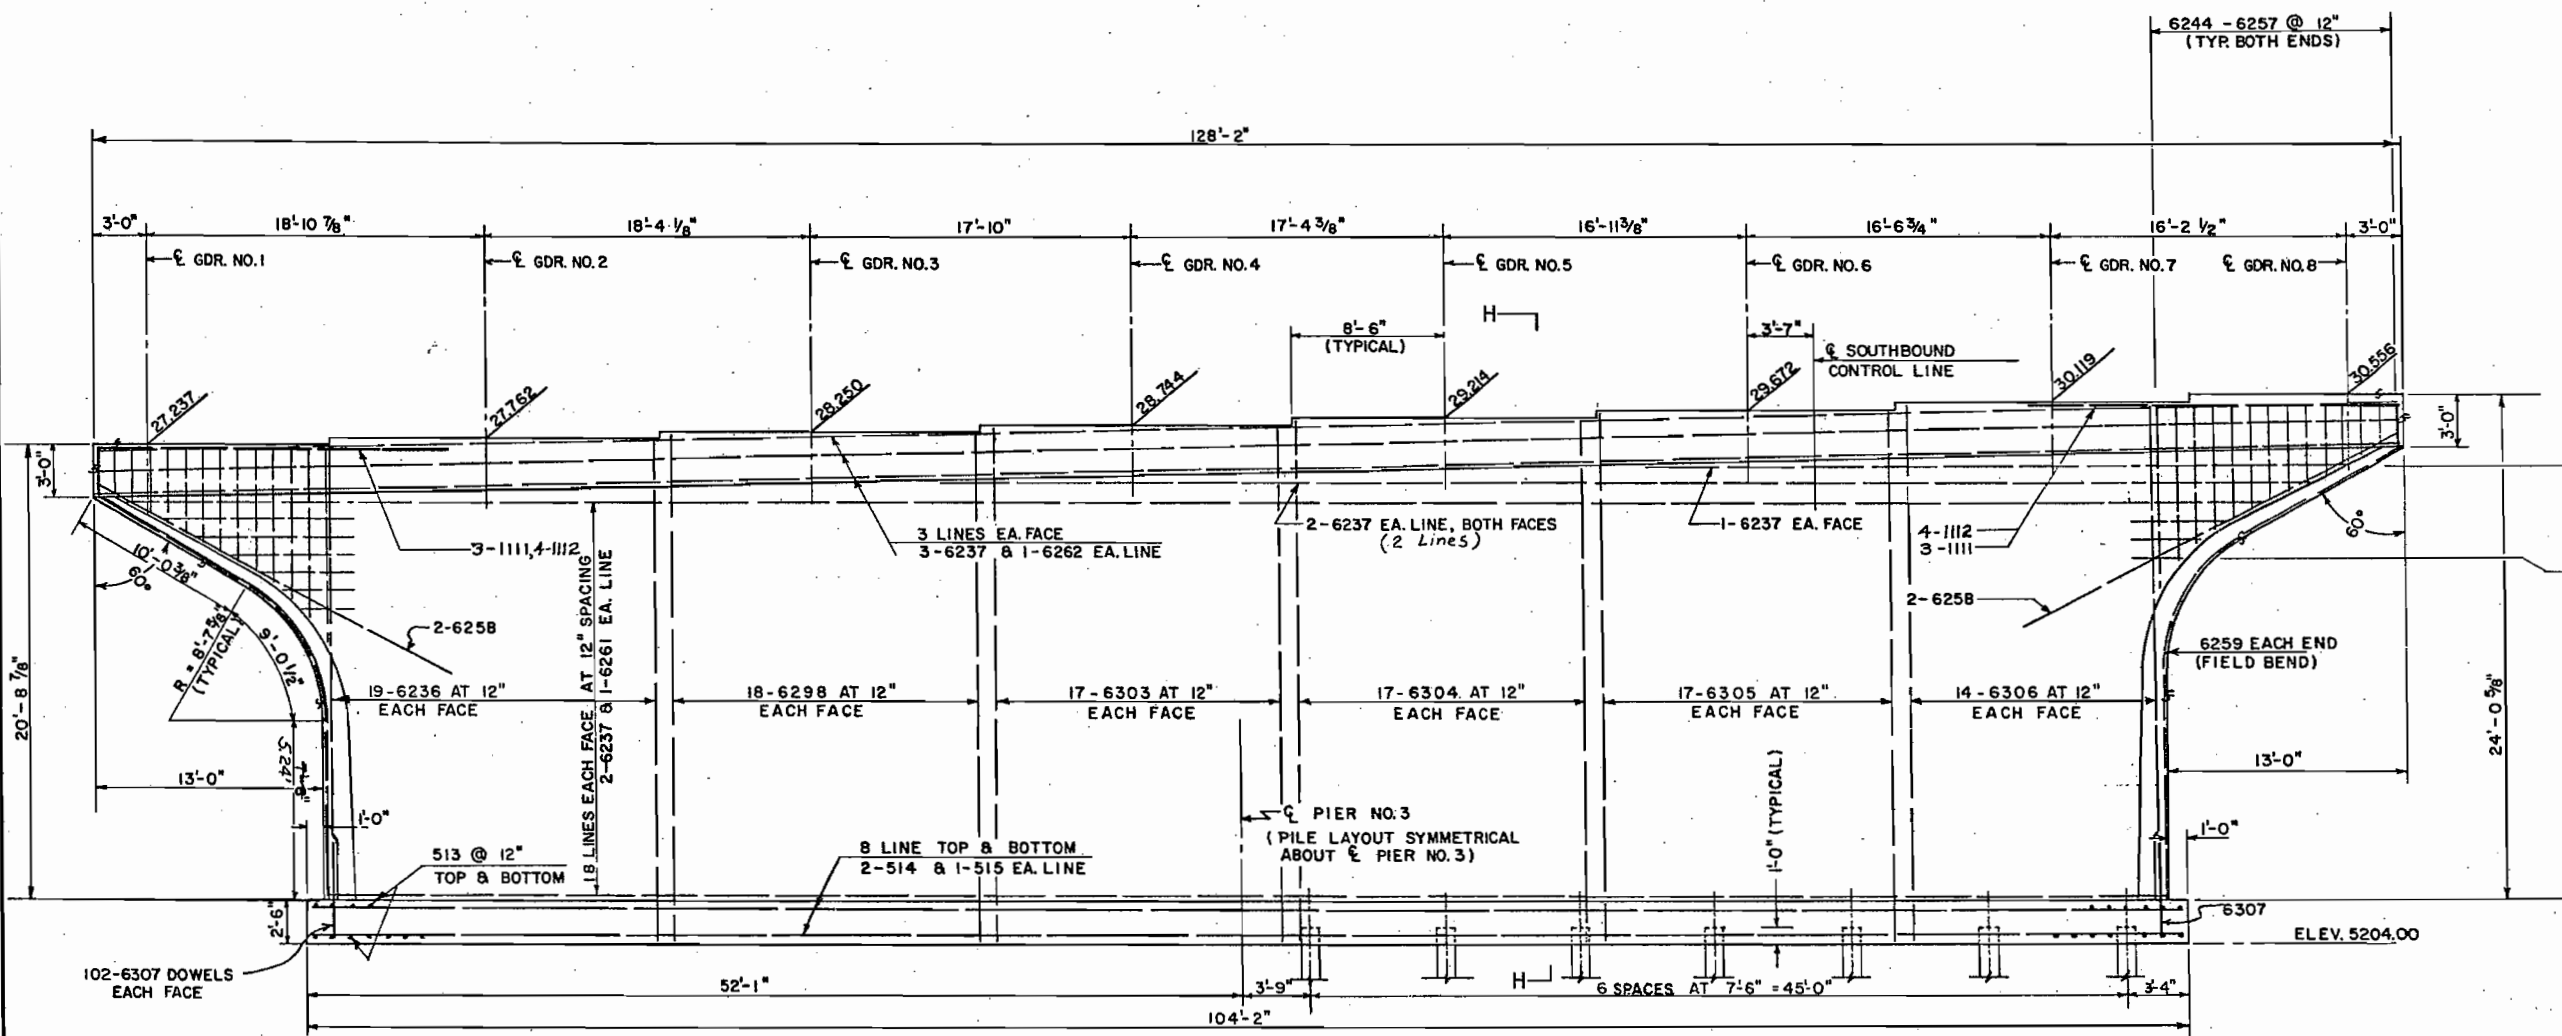 6244 - 6257 @ 12"
(TYP. BOTH ENDS)
128'-2"
3'-0"
18'-10 7/8"
18'-4 1/8"
17'-10"
17'-4 3/8"
16'-11 3/8"
16'-6 3/4"
16'-2 1/2"
3'-0"
℄ GDR. NO.1
℄ GDR. NO.2
℄ GDR. NO.3
℄ GDR. NO.4
℄ GDR. NO.5
℄ GDR. NO.6
℄ GDR. NO.7
℄ GDR. NO.8
H
8'-6"
(TYPICAL)
3'-7"
℄ SOUTHBOUND
CONTROL LINE
27.237
27.762
28.250
28.744
29.214
29.672
30.119
30.556
3'-0"
3'-0"
3-1111,4-1112
3 LINES EA. FACE
3-6237 & 1-6262 EA. LINE
2-6237 EA. LINE, BOTH FACES
(2 Lines)
1-6237 EA. FACE
4-1112
3-1111
60°
10'-0 3/8"
60°
2-6258
2-6258
R = 8'-7 5/8"
(TYPICAL)
9'-0 1/2"
6259 EACH END
(FIELD BEND)
20'-8 7/8"
24'-0 5/8"
18 LINES EACH FACE AT 12" SPACING
2-6237 & 1-6261 EA. LINE
19-6236 AT 12"
EACH FACE
18-6298 AT 12"
EACH FACE
17-6303 AT 12"
EACH FACE
17-6304 AT 12"
EACH FACE
17-6305 AT 12"
EACH FACE
14-6306 AT 12"
EACH FACE
5.24'
13'-0"
13'-0"
1'-0"
1'-0"
1'-0" (TYPICAL)
℄ PIER NO.3
(PILE LAYOUT SYMMETRICAL
ABOUT ℄ PIER NO.3)
513 @ 12"
TOP & BOTTOM
8 LINE TOP & BOTTOM
2-514 & 1-515 EA. LINE
2'-6"
6307
ELEV. 5204.00
102-6307 DOWELS
EACH FACE
H
52'-1"
3'-9"
6 SPACES AT 7'-6" = 45'-0"
3'-4"
104'-2"